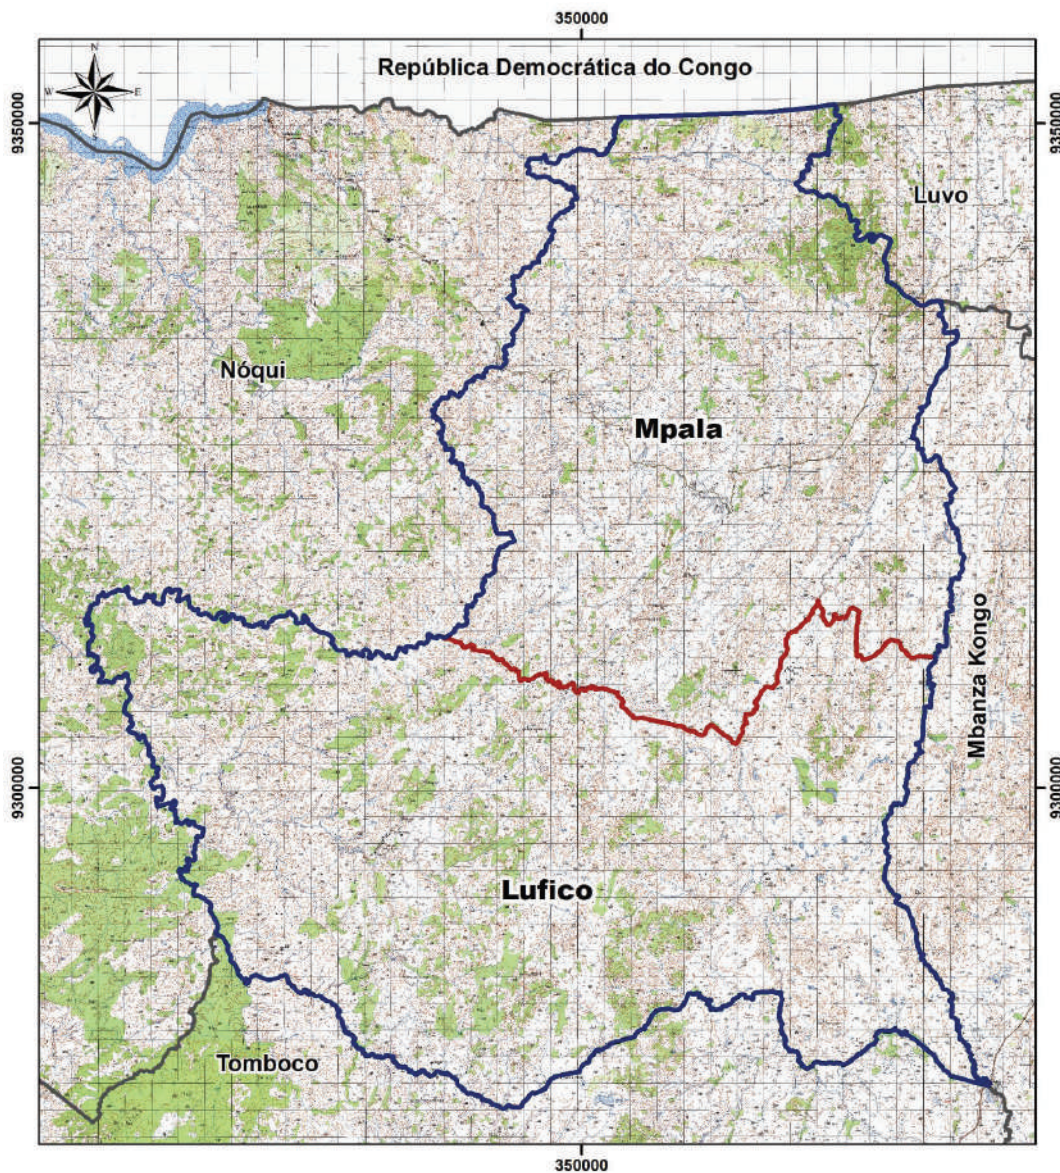 350000
República Democrática do Congo
N
W
E
S
9350000
9350000
Luvo
Nóqui
Mpala
Mbanza Kongo
9300000
9300000
Lufico
Tomboco
350000